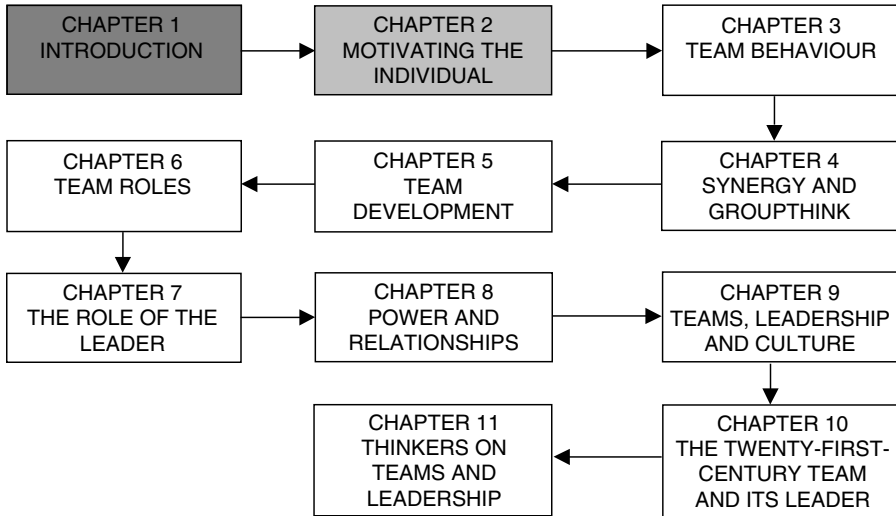 CHAPTER 1
INTRODUCTION
CHAPTER 2
MOTIVATING THE
INDIVIDUAL
CHAPTER 3
TEAM BEHAVIOUR
CHAPTER 4
SYNERGY AND
GROUPTHINK
CHAPTER 5
TEAM
DEVELOPMENT
CHAPTER 6
TEAM ROLES
CHAPTER 7
THE ROLE OF THE
LEADER
CHAPTER 8
POWER AND
RELATIONSHIPS
CHAPTER 9
TEAMS, LEADERSHIP
AND CULTURE
CHAPTER 10
THE TWENTY-FIRST-
CENTURY TEAM
AND ITS LEADER
CHAPTER 11
THINKERS ON
TEAMS AND
LEADERSHIP